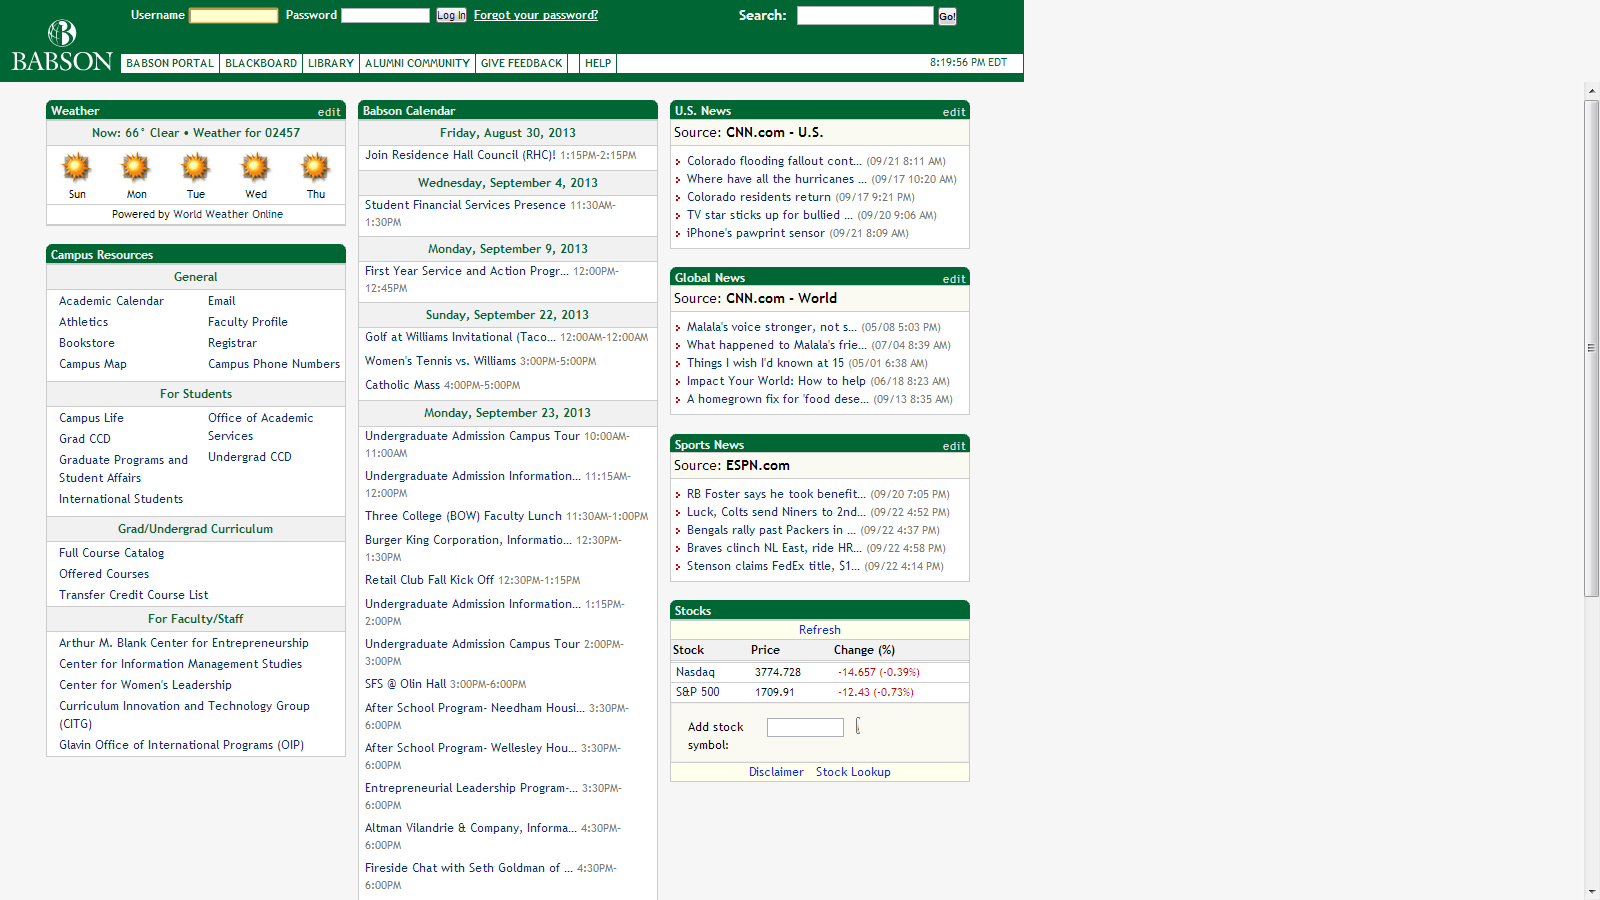 Username Password Log In Forgot your password? Search: Go!
BABSON
BABSON PORTAL BLACKBOARD LIBRARY ALUMNI COMMUNITY GIVE FEEDBACK HELP 8:19:56 PM EDT
Weather edit
Now: 66° Clear • Weather for 02457
Sun Mon Tue Wed Thu
Powered by World Weather Online
Campus Resources
General
Academic Calendar Email
Athletics Faculty Profile
Bookstore Registrar
Campus Map Campus Phone Numbers
For Students
Campus Life
Grad CCD
Graduate Programs and
Student Affairs
International Students
Office of Academic
Services
Undergrad CCD
Grad/Undergrad Curriculum
Full Course Catalog
Offered Courses
Transfer Credit Course List
For Faculty/Staff
Arthur M. Blank Center for Entrepreneurship
Center for Information Management Studies
Center for Women's Leadership
Curriculum Innovation and Technology Group
(CITG)
Glavin Office of International Programs (OIP)
Babson Calendar
Friday, August 30, 2013
Join Residence Hall Council (RHC)! 1:15PM-2:15PM
Wednesday, September 4, 2013
Student Financial Services Presence 11:30AM-
1:30PM
Monday, September 9, 2013
First Year Service and Action Progr... 12:00PM-
12:45PM
Sunday, September 22, 2013
Golf at Williams Invitational (Taco... 12:00AM-12:00AM
Women's Tennis vs. Williams 3:00PM-5:00PM
Catholic Mass 4:00PM-5:00PM
Monday, September 23, 2013
Undergraduate Admission Campus Tour 10:00AM-
11:00AM
Undergraduate Admission Information... 11:15AM-
12:00PM
Three College (BOW) Faculty Lunch 11:30AM-1:00PM
Burger King Corporation, Informatio... 12:30PM-
1:30PM
Retail Club Fall Kick Off 12:30PM-1:15PM
Undergraduate Admission Information... 1:15PM-
2:00PM
Undergraduate Admission Campus Tour 2:00PM-
3:00PM
SFS @ Olin Hall 3:00PM-6:00PM
After School Program- Needham Housi... 3:30PM-
6:00PM
After School Program- Wellesley Hou... 3:30PM-
6:00PM
Entrepreneurial Leadership Program-... 3:30PM-
6:00PM
Altman Vilandrie & Company, Informa... 4:30PM-
6:00PM
Fireside Chat with Seth Goldman of ... 4:30PM-
6:00PM
U.S. News edit
Source: CNN.com - U.S.
Colorado flooding fallout cont... (09/21 8:11 AM)
Where have all the hurricanes ... (09/17 10:20 AM)
Colorado residents return (09/17 9:21 PM)
TV star sticks up for bullied ... (09/20 9:06 AM)
iPhone's pawprint sensor (09/21 8:09 AM)
Global News edit
Source: CNN.com - World
Malala's voice stronger, not s... (05/08 5:03 PM)
What happened to Malala's frie... (07/04 8:39 AM)
Things I wish I'd known at 15 (05/01 6:38 AM)
Impact Your World: How to help (06/18 8:23 AM)
A homegrown fix for 'food dese... (09/13 8:35 AM)
Sports News edit
Source: ESPN.com
RB Foster says he took benefit... (09/20 7:05 PM)
Luck, Colts send Niners to 2nd... (09/22 4:52 PM)
Bengals rally past Packers in ... (09/22 4:37 PM)
Braves clinch NL East, ride HR... (09/22 4:58 PM)
Stenson claims FedEx title, $1... (09/22 4:14 PM)
Stocks
Refresh
Stock Price Change (%)
Nasdaq 3774.728 -14.657 (-0.39%)
S&P 500 1709.91 -12.43 (-0.73%)
Add stock
symbol:
Disclaimer Stock Lookup